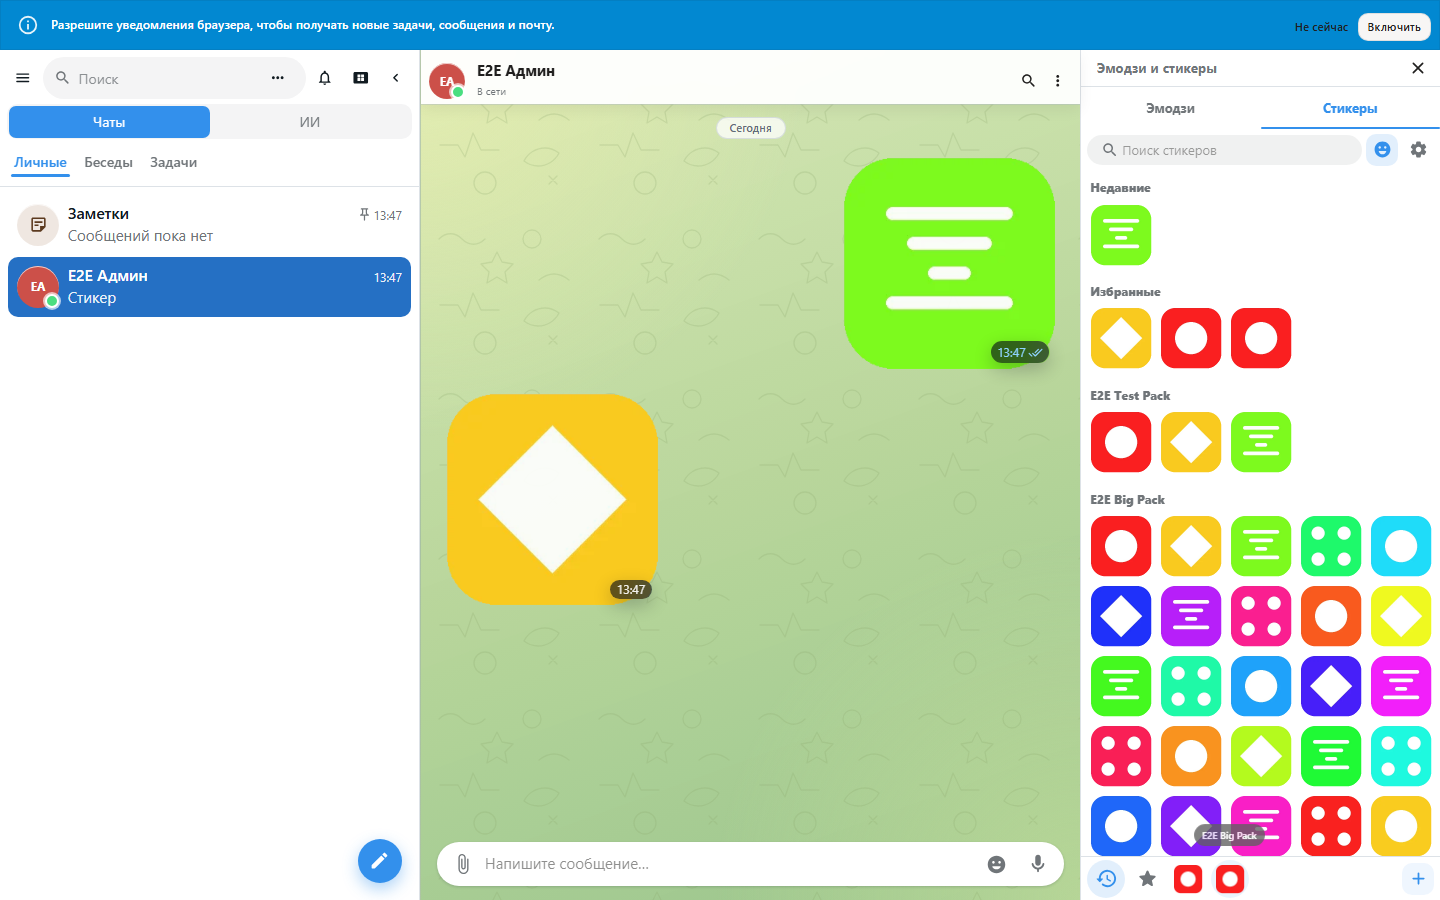 Разрешите уведомления браузера, чтобы получать новые задачи, сообщения и почту.
Не сейчас
Включить
Поиск
Чаты
ИИ
Личные
Беседы
Задачи
Заметки
13:47
Сообщений пока нет
EA
E2E Админ
13:47
Стикер
EA
E2E Админ
В сети
Сегодня
13:47
13:47
Напишите сообщение...
Эмодзи и стикеры
Эмодзи
Стикеры
Поиск стикеров
Недавние
Избранные
E2E Test Pack
E2E Big Pack
E2E Big Pack